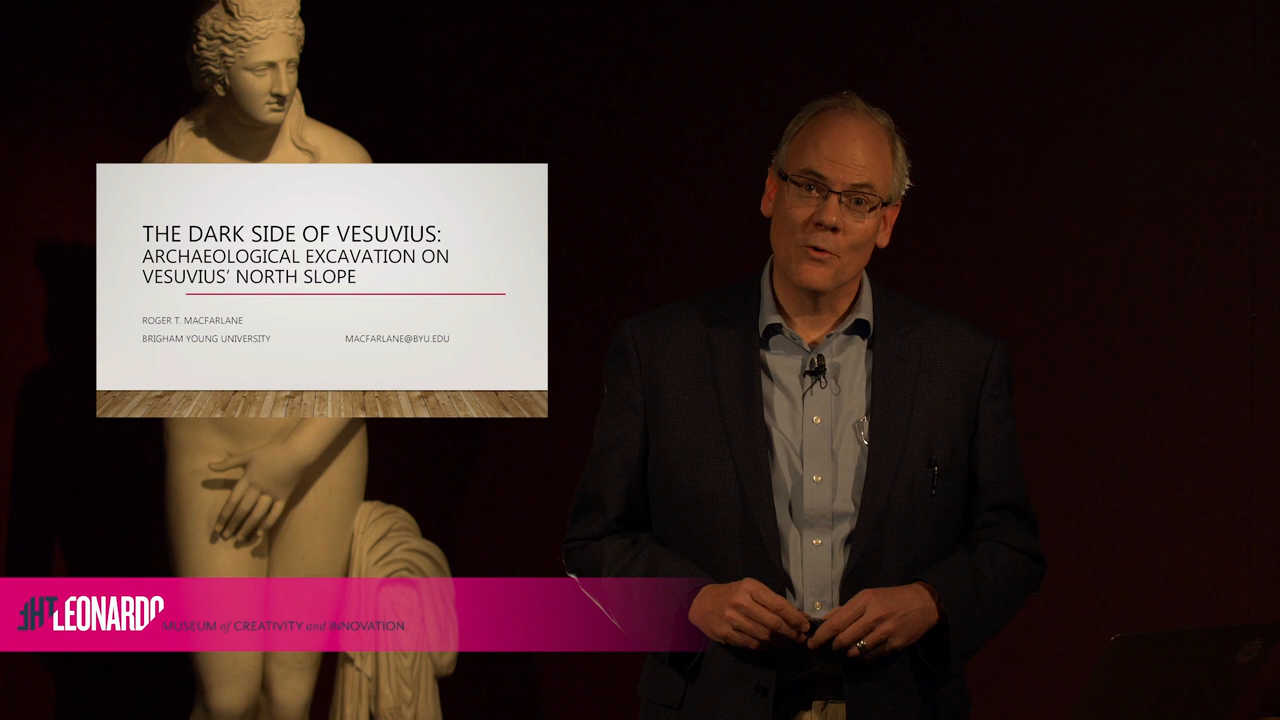 THE DARK SIDE OF VESUVIUS:
ARCHAEOLOGICAL EXCAVATION ON
VESUVIUS' NORTH SLOPE
ROGER T. MACFARLANE
BRIGHAM YOUNG UNIVERSITY MACFARLANE@BYU.EDU
THE LEONARDO
MUSEUM of CREATIVITY and INNOVATION